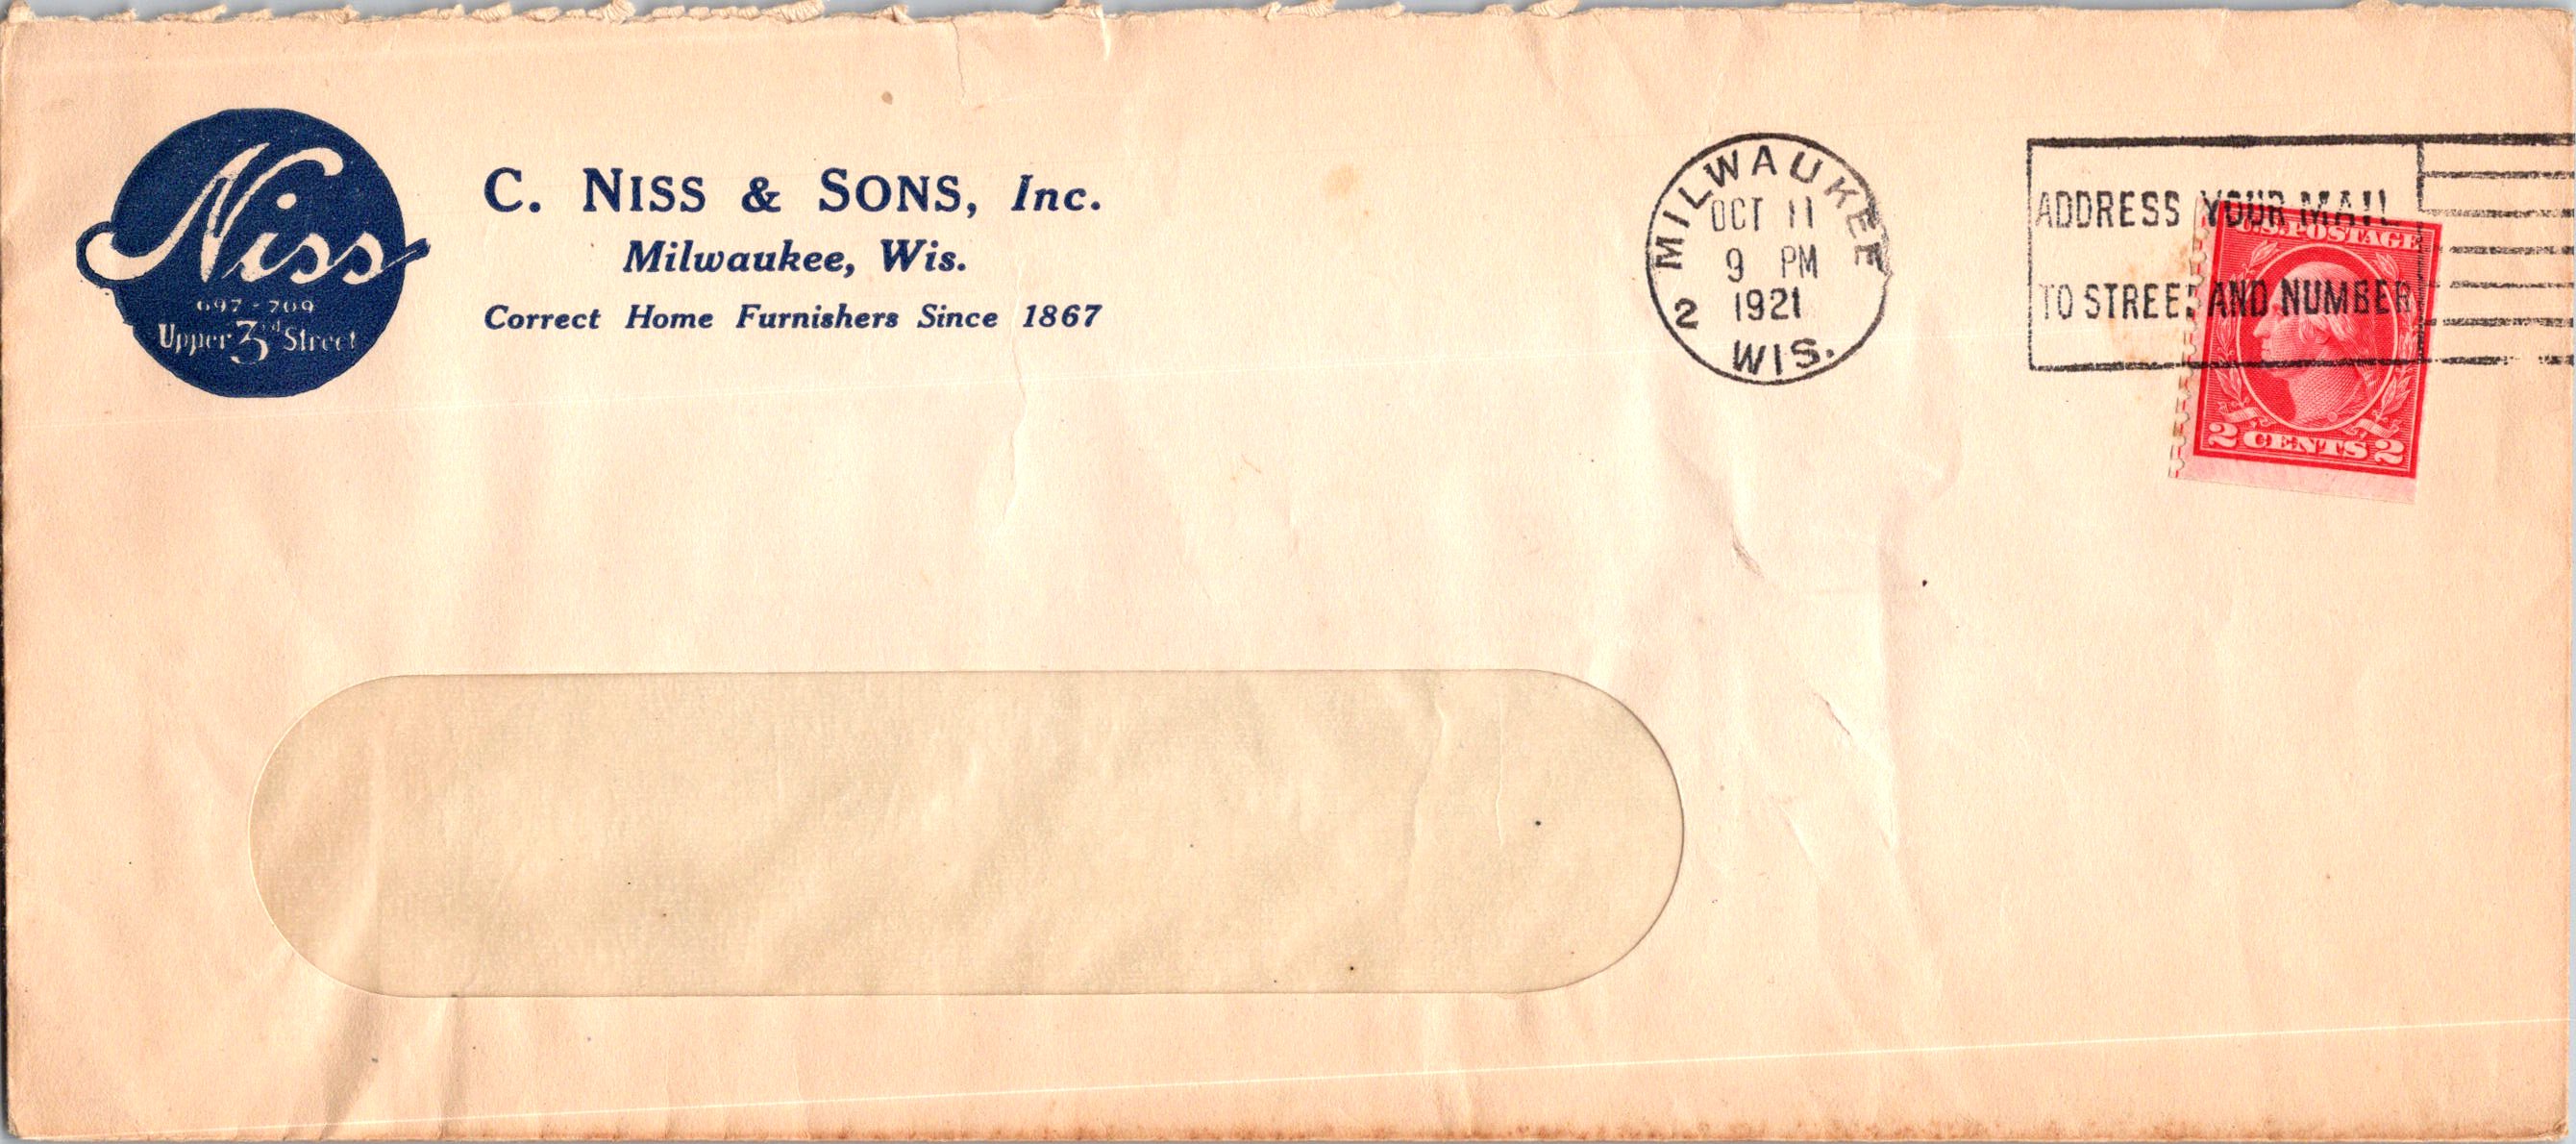 Niss
697-709
Upper 3rd Street
C. NISS & SONS, Inc.
Milwaukee, Wis.
Correct Home Furnishers Since 1867
MILWAUKEE
OCT 11
9 PM
2 1921
WIS.
ADDRESS YOUR MAIL
TO STREET AND NUMBER
U.S. POSTAGE
2 CENTS 2